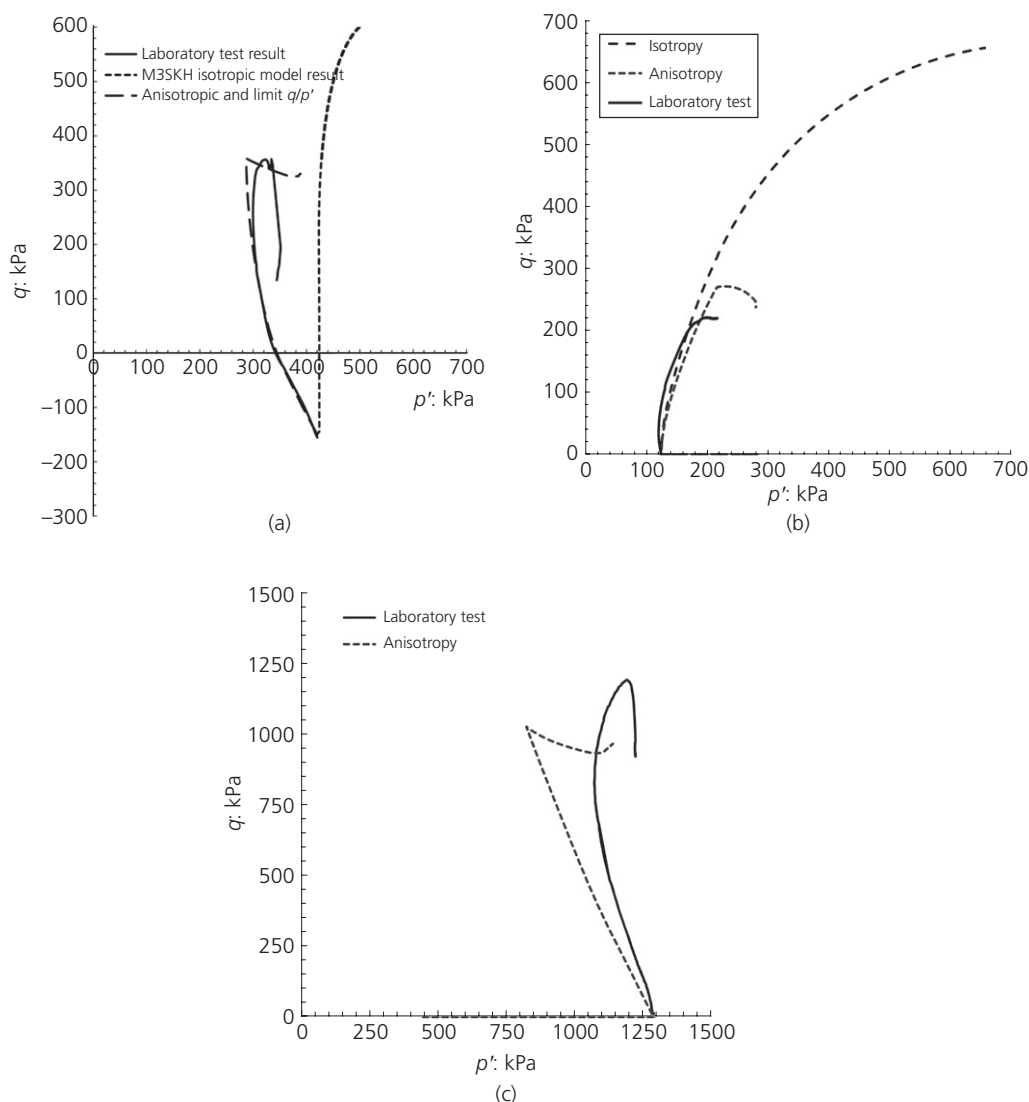 600
500
400
300
200
100
0
−100
−200
−300
q: kPa
Laboratory test result
M3SKH isotropic model result
Anisotropic and limit q/p′
0 100 200 300 400 500 600 700
p′: kPa
(a)
700
600
500
400
300
200
100
0
q: kPa
Isotropy
Anisotropy
Laboratory test
0 100 200 300 400 500 600 700
p′: kPa
(b)
1500
1250
1000
750
500
250
0
q: kPa
Laboratory test
Anisotropy
0 250 500 750 1000 1250 1500
p′: kPa
(c)